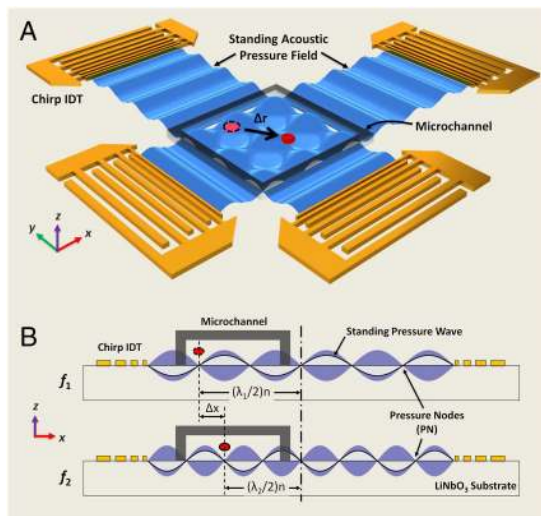 A
Standing Acoustic
Pressure Field
Chirp IDT
Δr
Microchannel
z
y
x
B
Microchannel
Chirp IDT
Standing Pressure Wave
f1
(λ1/2)n
Δx
Pressure Nodes
(PN)
z
x
f2
(λ2/2)n
LiNbO3 Substrate